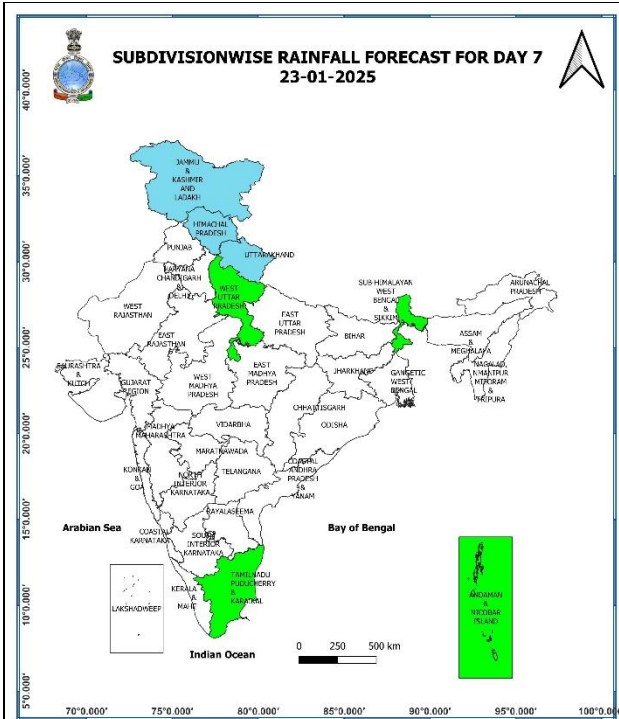 SUBDIVISIONWISE RAINFALL FORECAST FOR DAY 7
23-01-2025
40°0.000'
35°0.000'
30°0.000'
25°0.000'
20°0.000'
15°0.000'
10°0.000'
5°0.000'
JAMMU
&
KASHMIR
AND
LADAKH
HIMACHAL
PRADESH
PUNJAB
UTTARAKHAND
HARYANA
CHANDIGARH
&
DELHI
WEST
UTTAR
PRADESH
WEST
RAJASTHAN
EAST
RAJASTHAN
EAST
UTTAR
PRADESH
SUB-HIMALAYAN
WEST
BENGAL
&
SIKKIM
ARUNACHAL
PRADESH
BIHAR
ASSAM
&
MEGHALAYA
SAURASHTRA
&
KUTCH
GUJARAT
REGION
WEST
MADHYA
PRADESH
EAST
MADHYA
PRADESH
JHARKHAND
GANGETIC
WEST
BENGAL
MIZORAM
&
TRIPURA
CHHATTISGARH
ODISHA
MADHYA
MAHARASHTRA
VIDARBHA
MARATHWADA
TELANGANA
KONKAN
&
GOA
NORTH
INTERIOR
KARNATAKA
COASTAL
ANDHRA
PRADESH
&
YANAM
RAYALASEEMA
Arabian Sea
COASTAL
KARNATAKA
SOUTH
INTERIOR
KARNATAKA
Bay of Bengal
LAKSHADWEEP
KERALA
&
MAHE
TAMILNADU
PUDUCHERRY
&
KARAIKAL
ANDAMAN
&
NICOBAR
ISLAND
Indian Ocean
0 250 500 km
70°0.000' 75°0.000' 80°0.000' 85°0.000' 90°0.000' 95°0.000' 100°0.0